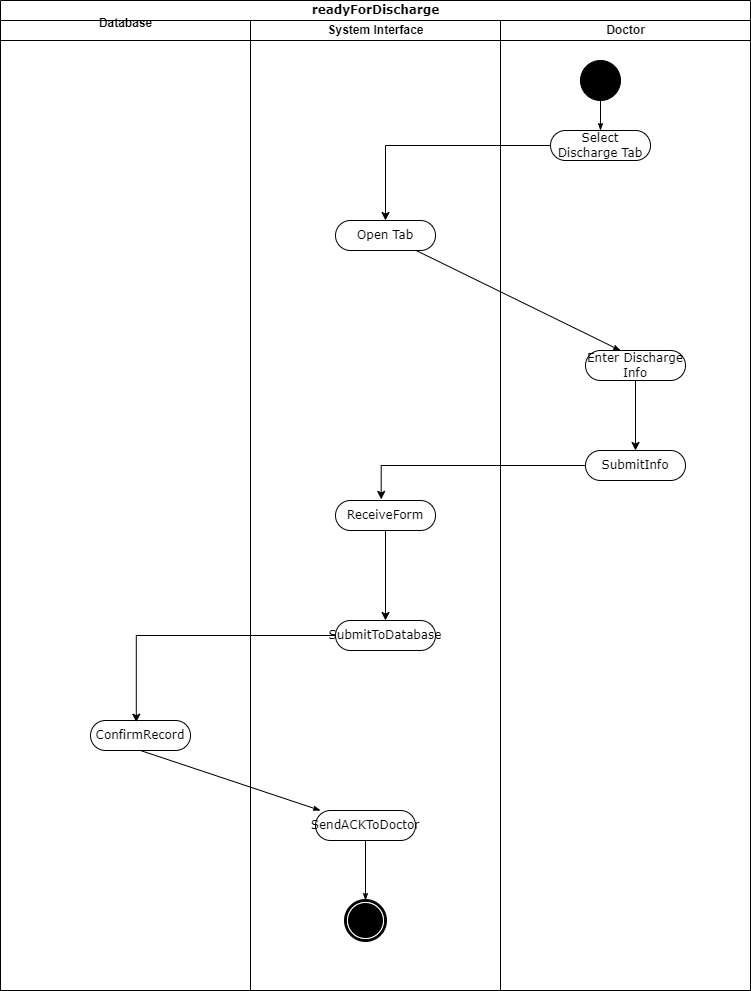 readyForDischarge
Database
System Interface
Doctor
Select
Discharge Tab
Open Tab
Enter Discharge
Info
SubmitInfo
ReceiveForm
SubmitToDatabase
ConfirmRecord
SendACKToDoctor